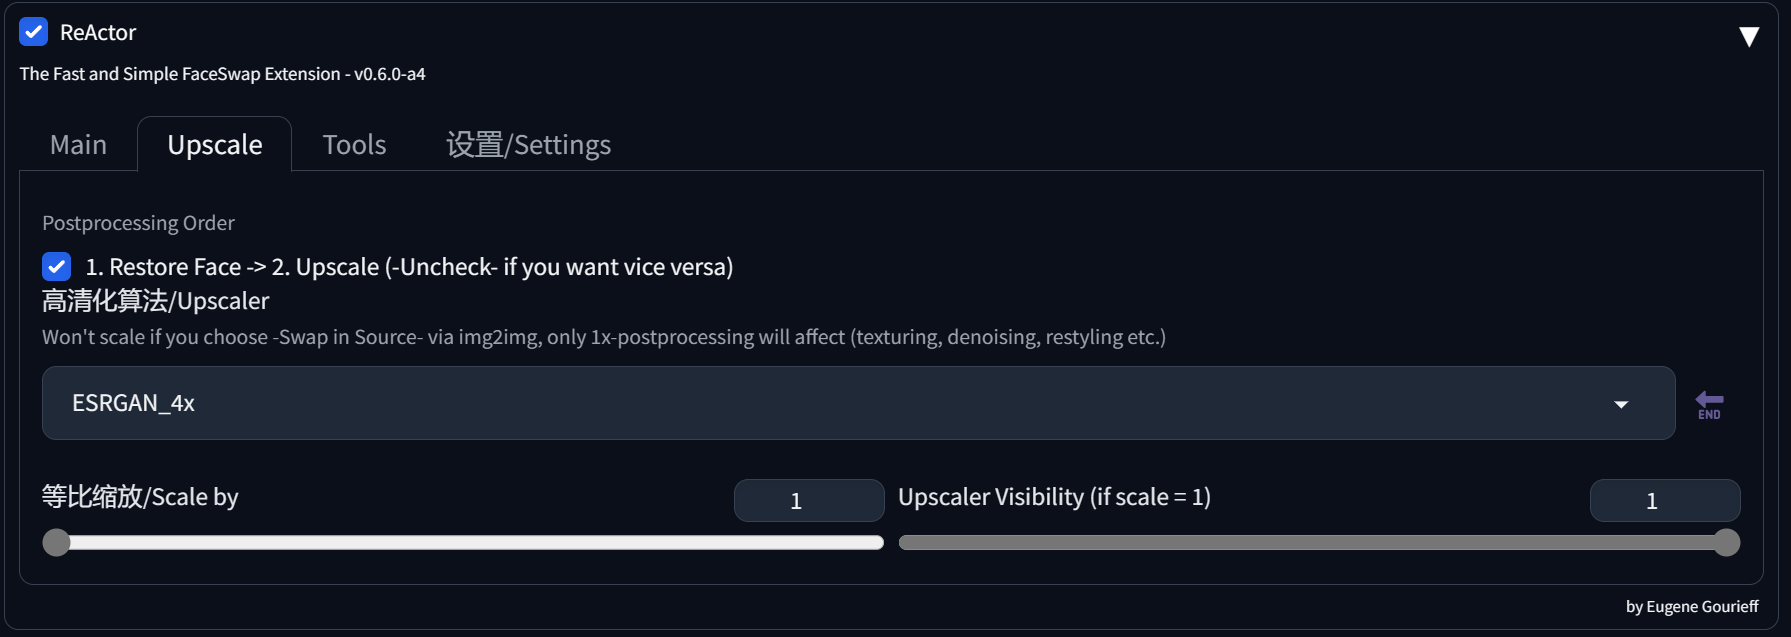 ReActor
The Fast and Simple FaceSwap Extension - v0.6.0-a4
Main Upscale Tools 设置/Settings
Postprocessing Order
1. Restore Face -> 2. Upscale (-Uncheck- if you want vice versa)
高清化算法/Upscaler
Won't scale if you choose -Swap in Source- via img2img, only 1x-postprocessing will affect (texturing, denoising, restyling etc.)
ESRGAN_4x
END
等比缩放/Scale by 1 Upscaler Visibility (if scale = 1) 1
by Eugene Gourieff